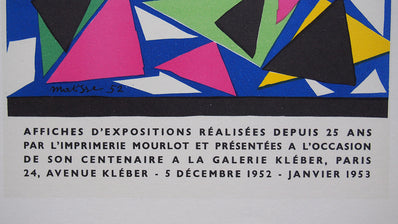 Matisse 52
AFFICHES D'EXPOSITIONS RÉALISÉES DEPUIS 25 ANS
PAR L'IMPRIMERIE MOURLOT ET PRÉSENTÉES A L'OCCASION
DE SON CENTENAIRE A LA GALERIE KLÉBER, PARIS
24, AVENUE KLÉBER - 5 DÉCEMBRE 1952 - JANVIER 1953